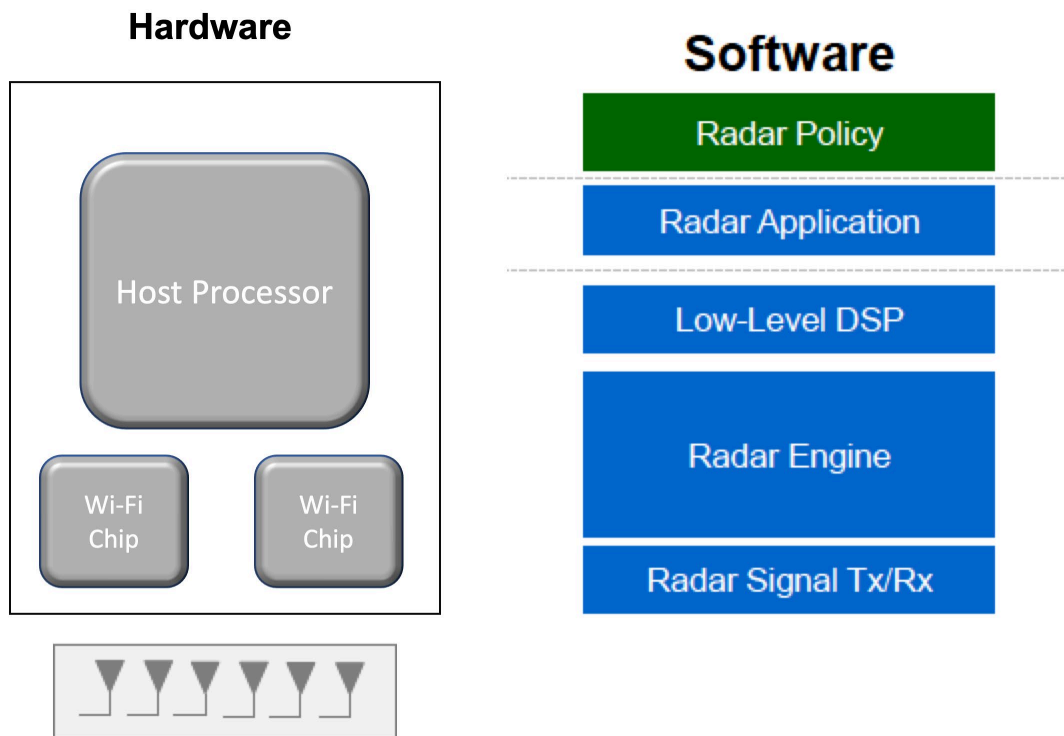 Hardware
Host Processor
Wi-Fi
Chip
Wi-Fi
Chip
Software
Radar Policy
Radar Application
Low-Level DSP
Radar Engine
Radar Signal Tx/Rx